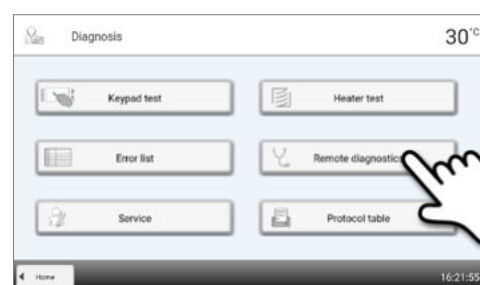 Diagnosis
30°C
Keypad test
Heater test
Error list
Remote diagnostics
Service
Protocol table
Home
16:21:55